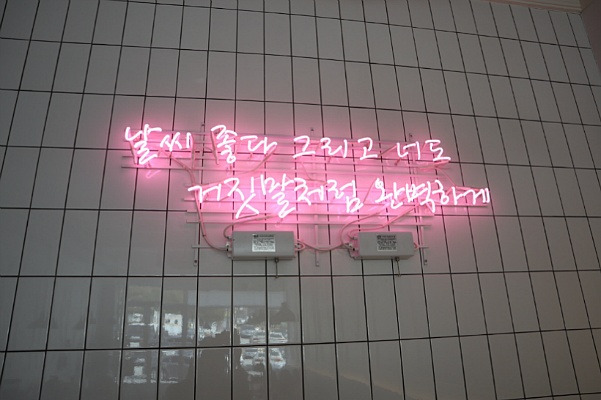 날씨 좋다 그리고 너도
거짓말처럼 완벽하게